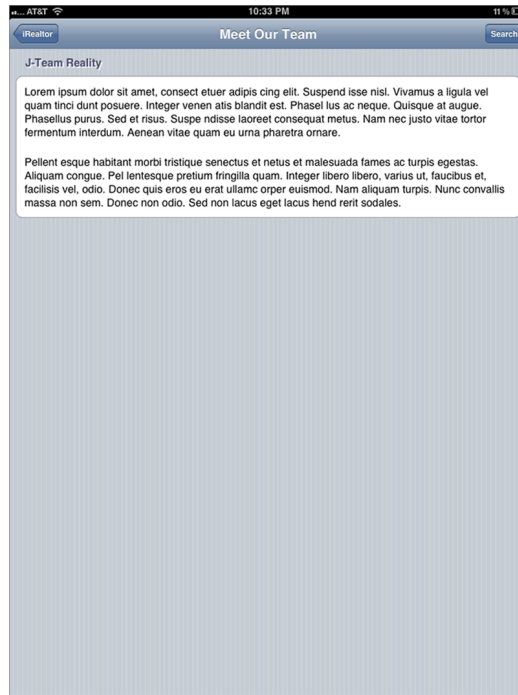 ... AT&T 10:33 PM 11 %
iRealtor Meet Our Team Search
J-Team Reality
Lorem ipsum dolor sit amet, consect etuer adipis cing elit. Suspend isse nisl. Vivamus a ligula vel
quam tinci dunt posuere. Integer venen atis blandit est. Phasel lus ac neque. Quisque at augue.
Phasellus purus. Sed et risus. Suspe ndisse laoreet consequat metus. Nam nec justo vitae tortor
fermentum interdum. Aenean vitae quam eu urna pharetra ornare.
Pellent esque habitant morbi tristique senectus et netus et malesuada fames ac turpis egestas.
Aliquam congue. Pel lentesque pretium fringilla quam. Integer libero libero, varius ut, faucibus et,
facilisis vel, odio. Donec quis eros eu erat ullamc orper euismod. Nam aliquam turpis. Nunc convallis
massa non sem. Donec non odio. Sed non lacus eget lacus hend rerit sodales.